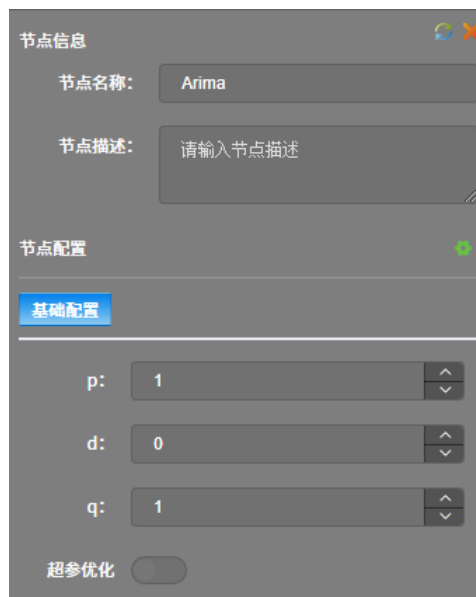 节点信息
节点名称： Arima
节点描述： 请输入节点描述
节点配置
基础配置
p： 1
d： 0
q： 1
超参优化